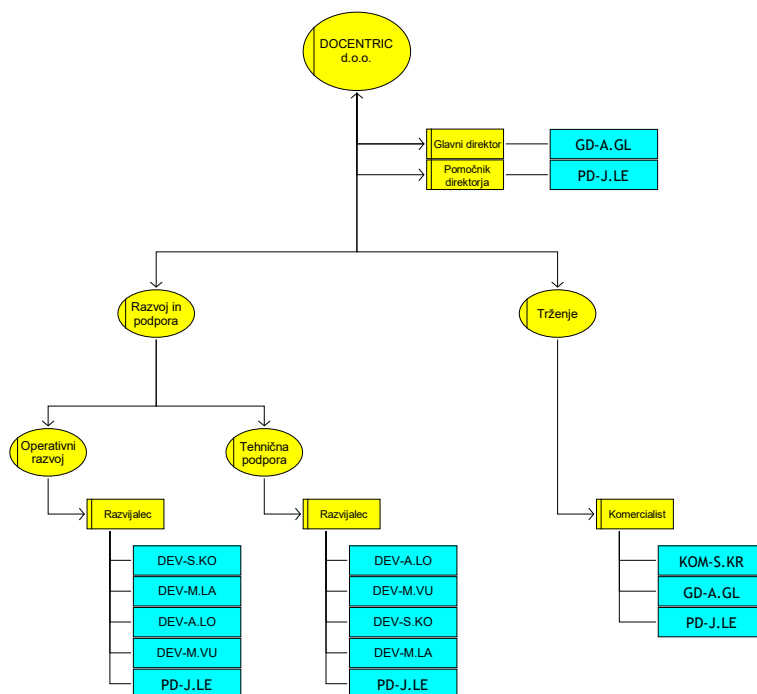 DOCENTRIC
d.o.o.
Glavni direktor
GD-A.GL
Pomočnik
direktorja
PD-J.LE
Razvoj in
podpora
Trženje
Operativni
razvoj
Tehnična
podpora
Razvijalec
Razvijalec
Komercialist
DEV-S.KO
DEV-M.LA
DEV-A.LO
DEV-M.VU
PD-J.LE
DEV-A.LO
DEV-M.VU
DEV-S.KO
DEV-M.LA
PD-J.LE
KOM-S.KR
GD-A.GL
PD-J.LE